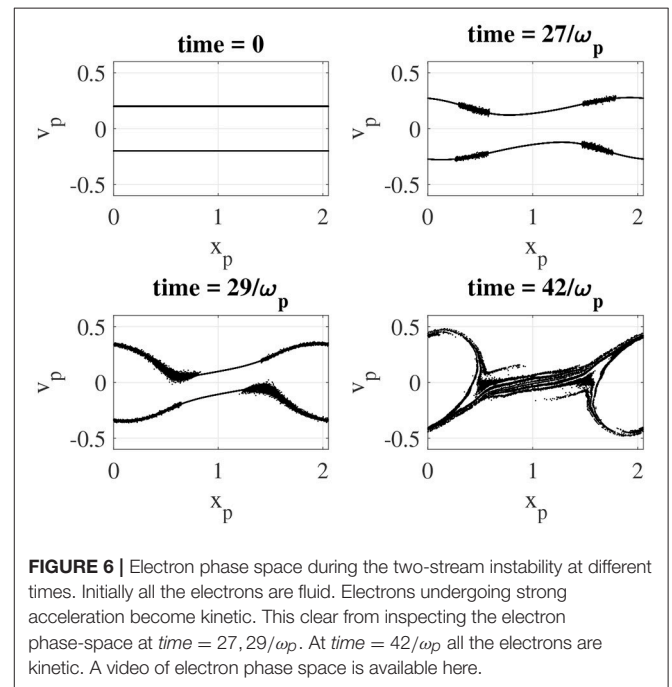 time = 0
0.5
0
-0.5
v_p
0
1
2
x_p
time = 27/ω_p
0.5
0
-0.5
v_p
0
1
2
x_p
time = 29/ω_p
0.5
0
-0.5
v_p
0
1
2
x_p
time = 42/ω_p
0.5
0
-0.5
v_p
0
1
2
x_p
FIGURE 6 | Electron phase space during the two-stream instability at different
times. Initially all the electrons are fluid. Electrons undergoing strong
acceleration become kinetic. This clear from inspecting the electron
phase-space at time = 27, 29/ω_p. At time = 42/ω_p all the electrons are
kinetic. A video of electron phase space is available here.